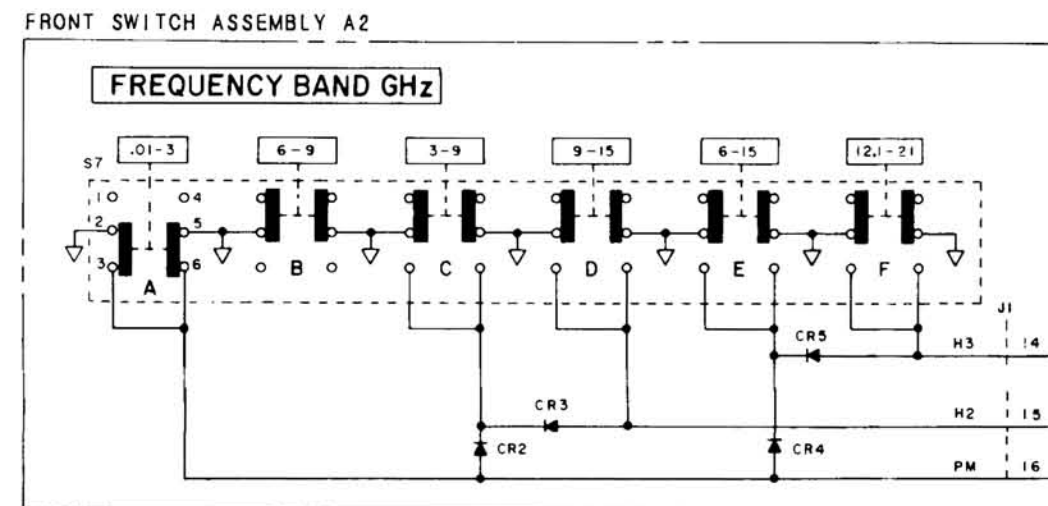 FRONT SWITCH ASSEMBLY A2
FREQUENCY BAND GHz
.01-3 6-9 3-9 9-15 6-15 12.1-21
S7
1 4
2 5
3 6
A B C D E F
J1
CR5 H3 14
CR3 H2 15
CR2 CR4
PM 16